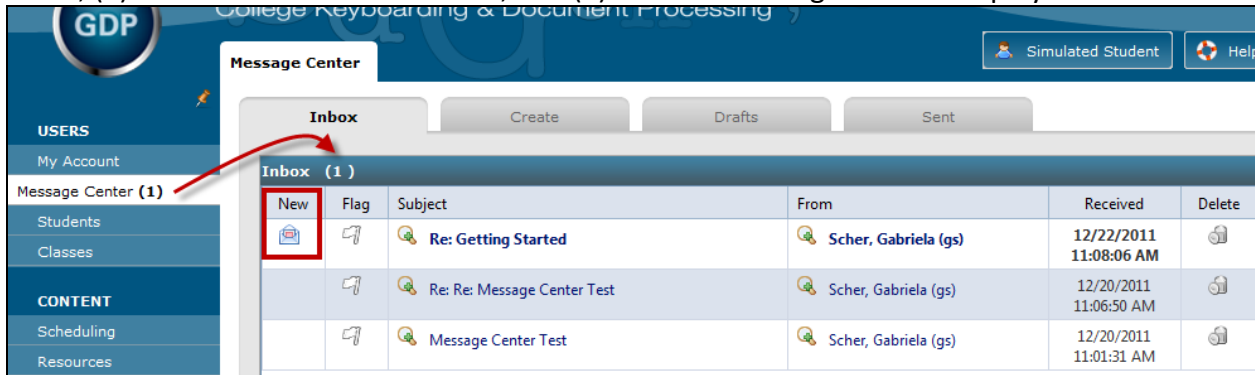 GDP
College Keyboarding & Document Processing
Message Center
Simulated Student
Help
Inbox
Create
Drafts
Sent
USERS
My Account
Message Center (1)
Students
Classes
CONTENT
Scheduling
Resources
Inbox (1 )
New Flag Subject From Received Delete
Re: Getting Started Scher, Gabriela (gs) 12/22/2011
11:08:06 AM
Re: Re: Message Center Test Scher, Gabriela (gs) 12/20/2011
11:06:50 AM
Message Center Test Scher, Gabriela (gs) 12/20/2011
11:01:31 AM